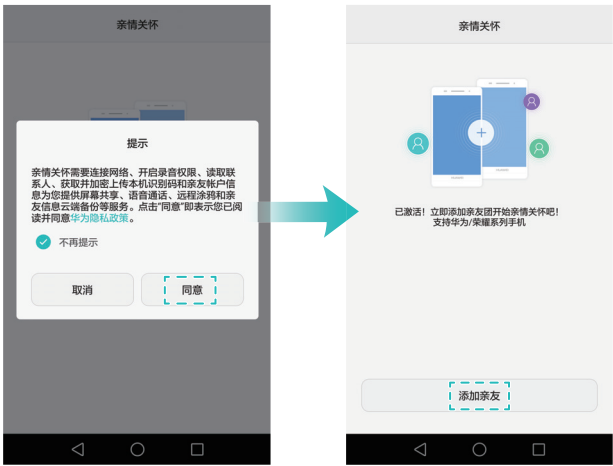 亲情关怀
提示
亲情关怀需要连接网络、开启录音权限、读取联
系人、获取并加密上传本机识别码和亲友帐户信
息为您提供屏幕共享、语音通话、远程涂鸦和亲
友信息云端备份等服务。点击"同意"即表示您已阅
读并同意华为隐私政策。
不再提示
取消
同意
亲情关怀
已激活！立即添加亲友团开始亲情关怀吧！
支持华为/荣耀系列手机
添加亲友